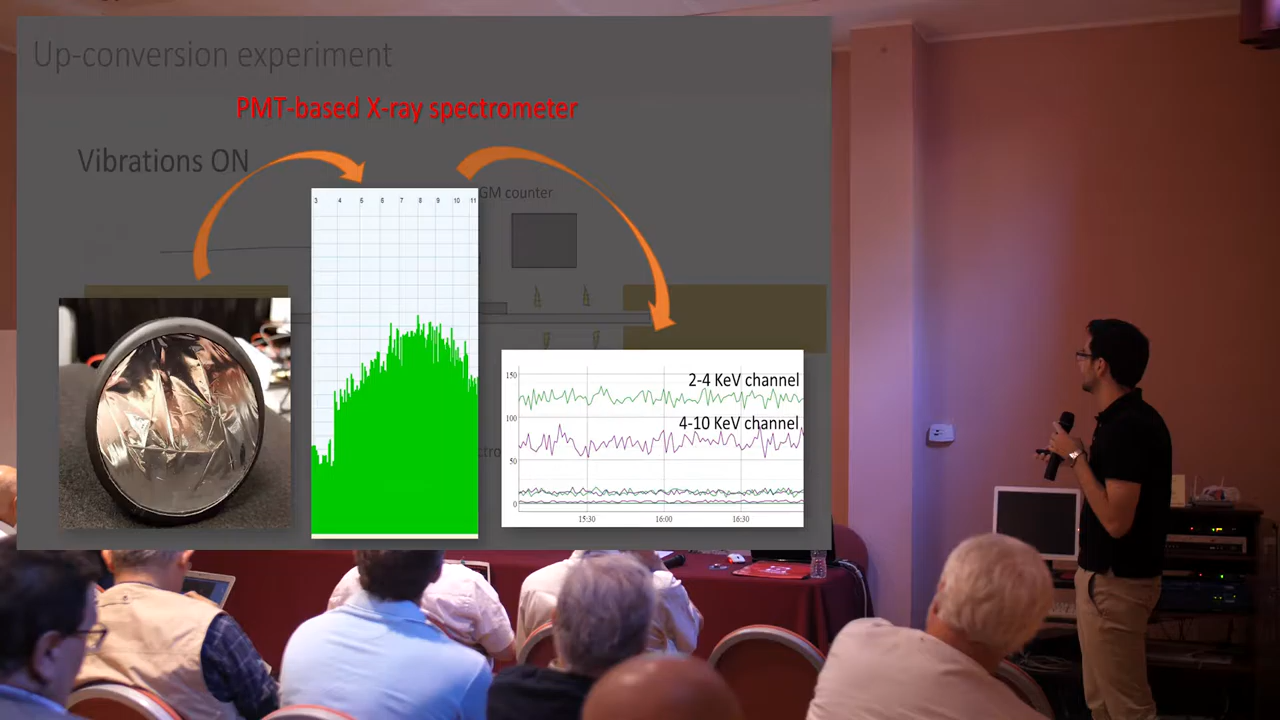 Up-conversion experiment
PMT-based X-ray spectrometer
Vibrations ON
GM counter
3 4 5 6 7 8 9 10 11
2-4 KeV channel
4-10 KeV channel
150
100
50
0
15:30 16:00 16:30